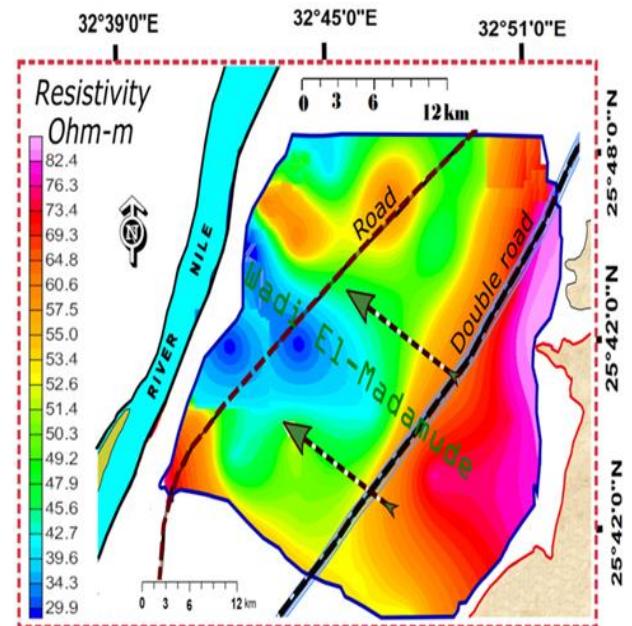 32°39'0"E
32°45'0"E
32°51'0"E
Resistivity
Ohm-m
0 3 6 12 km
82.4
76.3
73.4
69.3
64.8
60.8
57.5
55.0
53.4
52.6
51.4
50.3
49.2
47.9
45.6
42.7
39.6
34.3
29.9
N
RIVER NILE
Road
Double road
Wadi El-Madamude
25°48'0"N
25°42'0"N
25°42'0"N
0 3 6 12 km